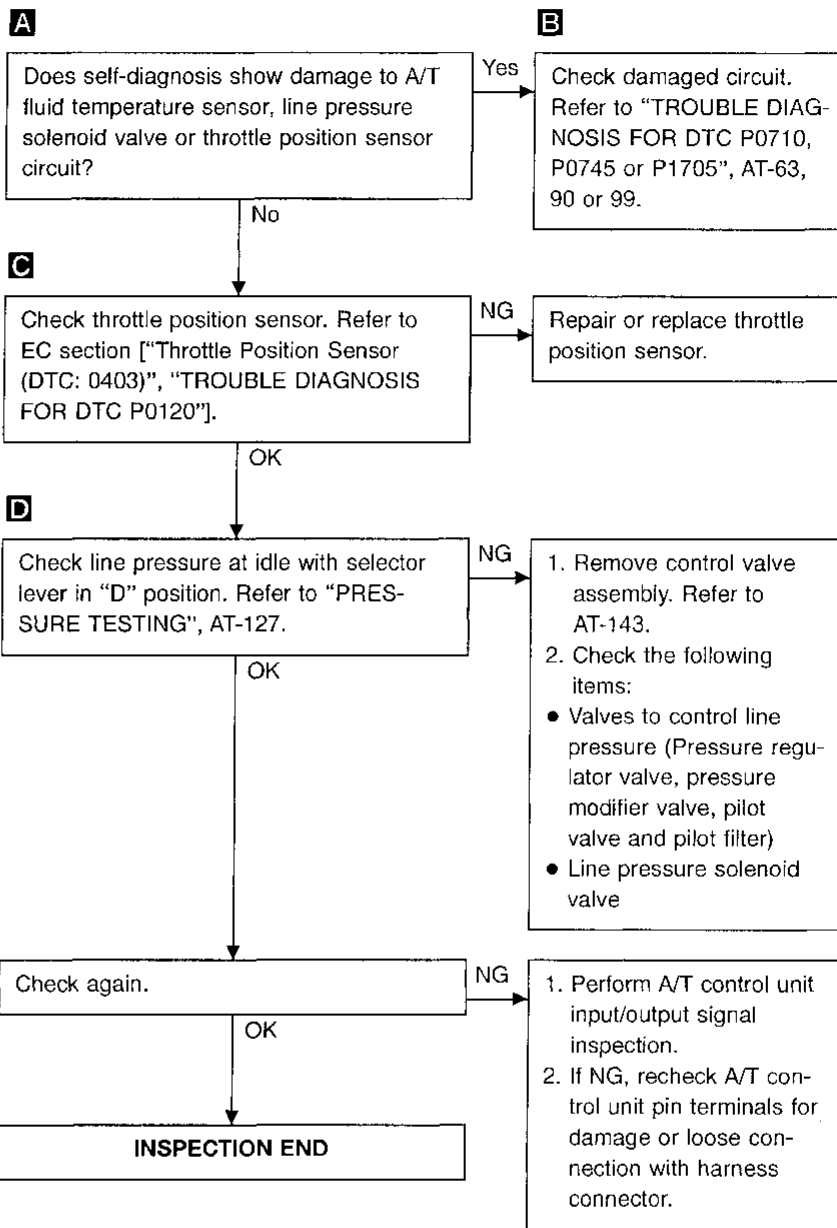 A
B
Does self-diagnosis show damage to A/T
fluid temperature sensor, line pressure
solenoid valve or throttle position sensor
circuit?
Yes
Check damaged circuit.
Refer to “TROUBLE DIAG-
NOSIS FOR DTC P0710,
P0745 or P1705”, AT-63,
90 or 99.
No
C
Check throttle position sensor. Refer to
EC section [“Throttle Position Sensor
(DTC: 0403)”, “TROUBLE DIAGNOSIS
FOR DTC P0120”].
NG
Repair or replace throttle
position sensor.
OK
D
Check line pressure at idle with selector
lever in “D” position. Refer to “PRES-
SURE TESTING”, AT-127.
NG
1. Remove control valve
assembly. Refer to
AT-143.
2. Check the following
items:
● Valves to control line
pressure (Pressure regu-
lator valve, pressure
modifier valve, pilot
valve and pilot filter)
● Line pressure solenoid
valve
OK
Check again.
NG
1. Perform A/T control unit
input/output signal
inspection.
2. If NG, recheck A/T con-
trol unit pin terminals for
damage or loose con-
nection with harness
connector.
OK
INSPECTION END